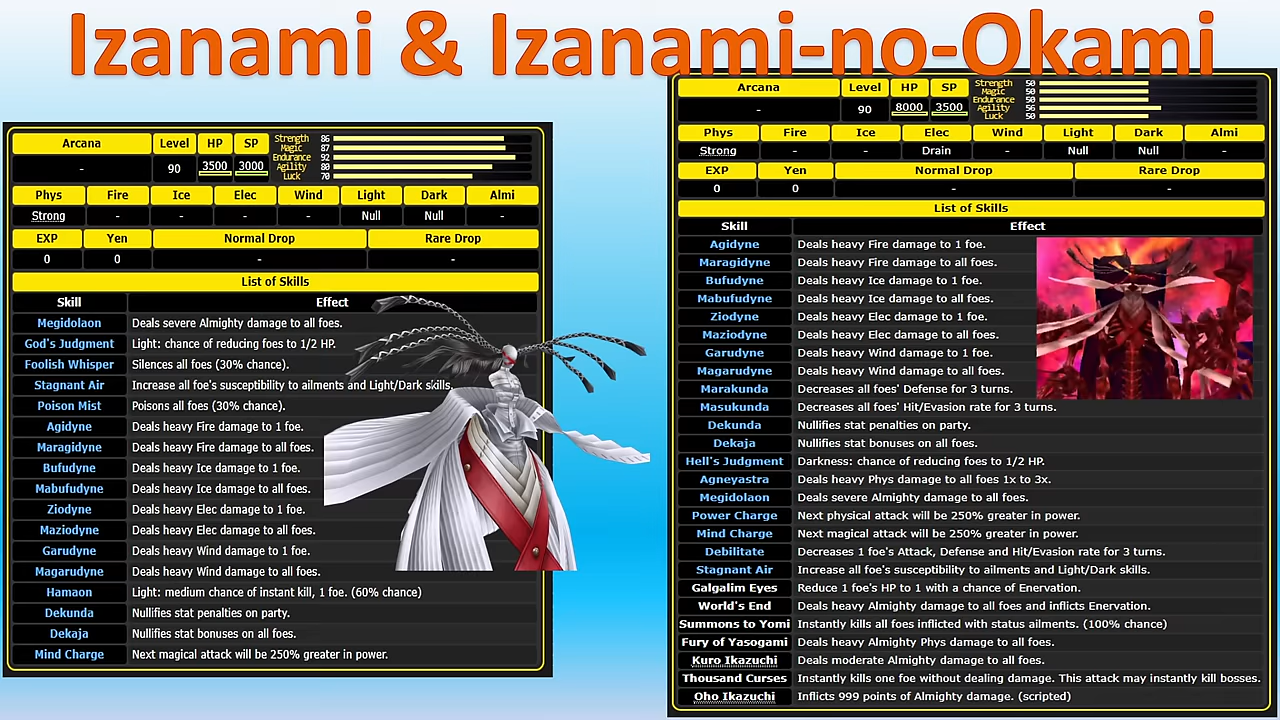 Izanami & Izanami-no-Okami
Arcana Level HP SP
- 90 3500 3000
Strength 86
Magic 87
Endurance 92
Agility 80
Luck 70
Phys Fire Ice Elec Wind Light Dark Almi
Strong - - - - Null Null -
EXP Yen Normal Drop Rare Drop
0 0 - -
List of Skills
Skill Effect
Megidolaon Deals severe Almighty damage to all foes.
God's Judgment Light: chance of reducing foes to 1/2 HP.
Foolish Whisper Silences all foes (30% chance).
Stagnant Air Increase all foe's susceptibility to ailments and Light/Dark skills.
Poison Mist Poisons all foes (30% chance).
Agidyne Deals heavy Fire damage to 1 foe.
Maragidyne Deals heavy Fire damage to all foes.
Bufudyne Deals heavy Ice damage to 1 foe.
Mabufudyne Deals heavy Ice damage to all foes.
Ziodyne Deals heavy Elec damage to 1 foe.
Maziodyne Deals heavy Elec damage to all foes.
Garudyne Deals heavy Wind damage to 1 foe.
Magarudyne Deals heavy Wind damage to all foes.
Hamaon Light: medium chance of instant kill, 1 foe. (60% chance)
Dekunda Nullifies stat penalties on party.
Dekaja Nullifies stat bonuses on all foes.
Mind Charge Next magical attack will be 250% greater in power.
Arcana Level HP SP
- 90 8000 3500
Strength 50
Magic 50
Endurance 50
Agility 56
Luck 50
Phys Fire Ice Elec Wind Light Dark Almi
Strong - - Drain - Null Null -
EXP Yen Normal Drop Rare Drop
0 0 - -
List of Skills
Skill Effect
Agidyne Deals heavy Fire damage to 1 foe.
Maragidyne Deals heavy Fire damage to all foes.
Bufudyne Deals heavy Ice damage to 1 foe.
Mabufudyne Deals heavy Ice damage to all foes.
Ziodyne Deals heavy Elec damage to 1 foe.
Maziodyne Deals heavy Elec damage to all foes.
Garudyne Deals heavy Wind damage to 1 foe.
Magarudyne Deals heavy Wind damage to all foes.
Marakunda Decreases all foes' Defense for 3 turns.
Masukunda Decreases all foes' Hit/Evasion rate for 3 turns.
Dekunda Nullifies stat penalties on party.
Dekaja Nullifies stat bonuses on all foes.
Hell's Judgment Darkness: chance of reducing foes to 1/2 HP.
Agneyastra Deals heavy Phys damage to all foes 1x to 3x.
Megidolaon Deals severe Almighty damage to all foes.
Power Charge Next physical attack will be 250% greater in power.
Mind Charge Next magical attack will be 250% greater in power.
Debilitate Decreases 1 foe's Attack, Defense and Hit/Evasion rate for 3 turns.
Stagnant Air Increase all foe's susceptibility to ailments and Light/Dark skills.
Galgalim Eyes Reduce 1 foe's HP to 1 with a chance of Enervation.
World's End Deals heavy Almighty damage to all foes and inflicts Enervation.
Summons to Yomi Instantly kills all foes inflicted with status ailments. (100% chance)
Fury of Yasogami Deals heavy Almighty Phys damage to all foes.
Kuro Ikazuchi Deals moderate Almighty damage to all foes.
Thousand Curses Instantly kills one foe without dealing damage. This attack may instantly kill bosses.
Oho Ikazuchi Inflicts 999 points of Almighty damage. (scripted)